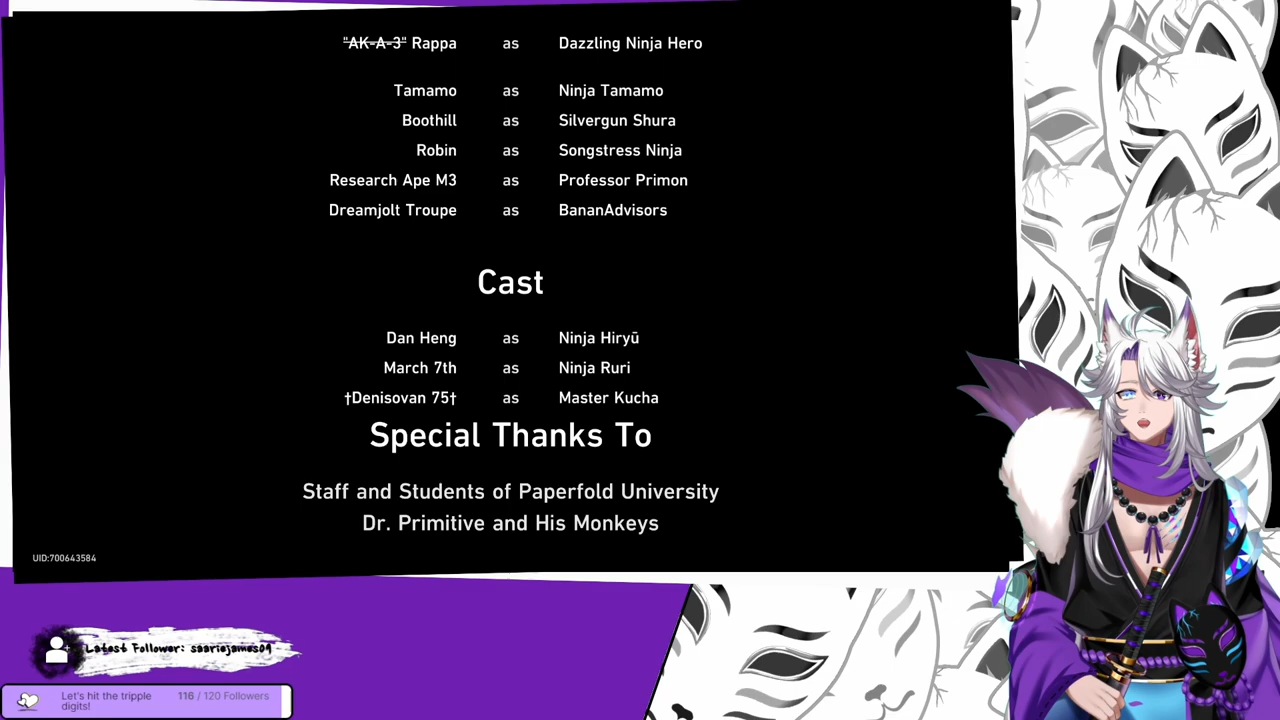 "AK-A-3" Rappa as Dazzling Ninja Hero
Tamamo as Ninja Tamamo
Boothill as Silvergun Shura
Robin as Songstress Ninja
Research Ape M3 as Professor Primon
Dreamjolt Troupe as BananAdvisors
Cast
Dan Heng as Ninja Hiryū
March 7th as Ninja Ruri
†Denisovan 75† as Master Kucha
Special Thanks To
Staff and Students of Paperfold University
Dr. Primitive and His Monkeys
UID:700643584
Latest Follower: saariejames09
Let's hit the tripple digits!
116 / 120 Followers